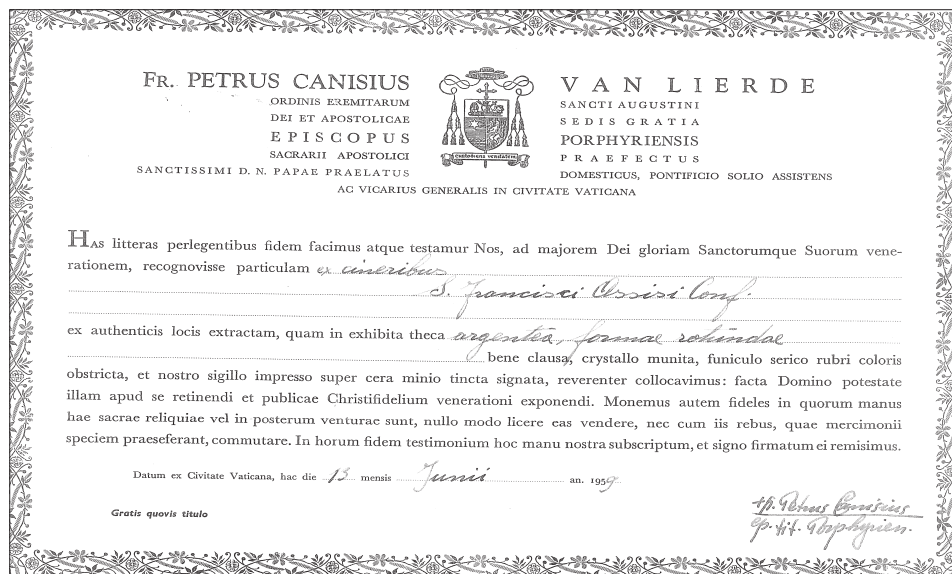 FR. PETRUS CANISIUS VAN LIERDE
ORDINIS EREMITARUM SANCTI AUGUSTINI
DEI ET APOSTOLICAE SEDIS GRATIA
EPISCOPUS PORPHYRIENSIS
SACRARII APOSTOLICI PRAEFECTUS
SANCTISSIMI D. N. PAPAE PRAELATUS DOMESTICUS, PONTIFICIO SOLIO ASSISTENS
AC VICARIUS GENERALIS IN CIVITATE VATICANA
HAS litteras perlegentibus fidem facimus atque testamur Nos, ad majorem Dei gloriam Sanctorumque Suorum vene-
rationem, recognovisse particulam ex cineribus
S. Francisci Assisi Conf.
ex authenticis locis extractam, quam in exhibita theca argentea, formae rotundae
bene clausa, crystallo munita, funiculo serico rubri coloris
obstricta, et nostro sigillo impresso super cera minio tincta signata, reverenter collocavimus: facta Domino potestate
illam apud se retinendi et publicae Christifidelium venerationi exponendi. Monemus autem fideles in quorum manus
hae sacrae reliquiae vel in posterum venturae sunt, nullo modo licere eas vendere, nec cum iis rebus, quae mercimonii
speciem praeseferant, commutare. In horum fidem testimonium hoc manu nostra subscriptum, et signo firmatum ei remisimus.
Datum ex Civitate Vaticana, hac die 13 mensis Junii an. 1959
Gratis quovis titulo
Petrus Canisius
ep. tit. Porphyrien.